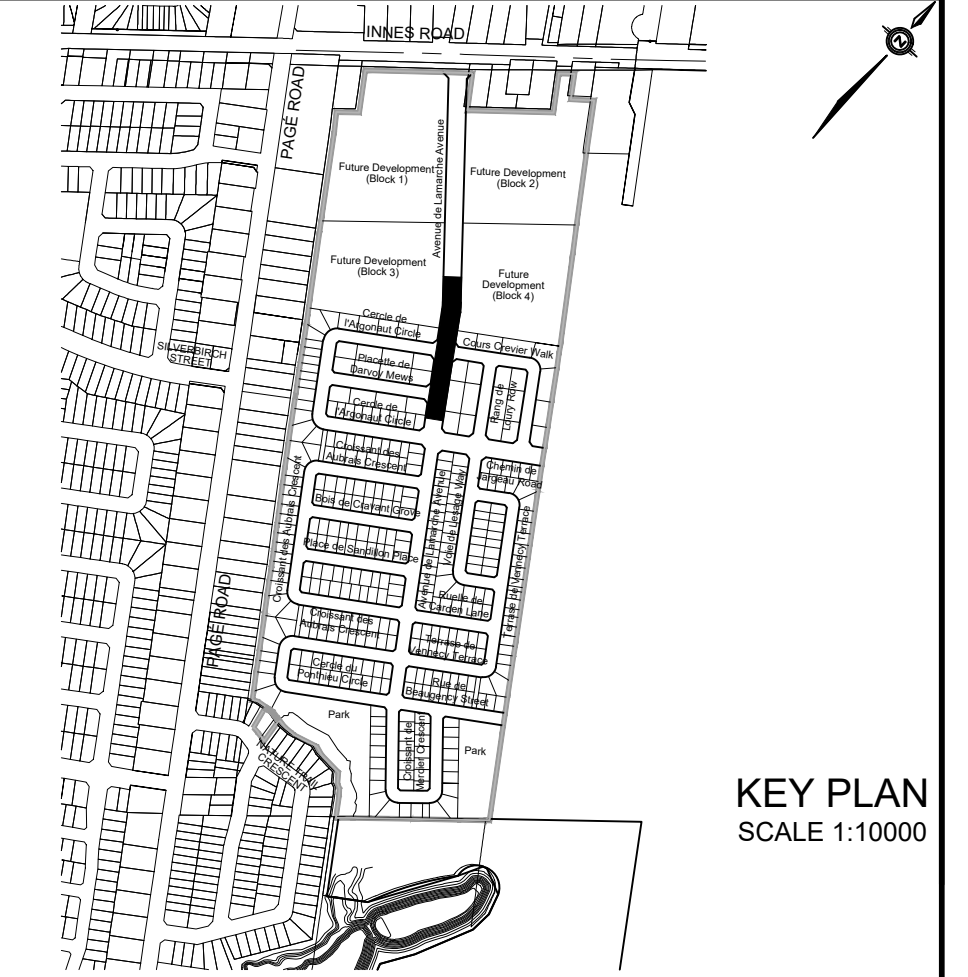 INNES ROAD
N
PAGÉ ROAD
Avenue de Lamarche Avenue
Future Development
(Block 1)
Future Development
(Block 2)
Future Development
(Block 3)
Future
Development
(Block 4)
Cercle de
l'Argonaut Circle
Cours Crevier Walk
SILVERBIRCH
STREET
Placette de
Darvoy Mews
Rang de
Loury Row
Cercle de
l'Argonaut Circle
Croissant des
Aubrais Crescent
Chemin de
Jargeau Road
Croissant des Aubrais Crescent
Bois de Cravant Grove
Avenue de Lamarche Avenue
Voie de Lesage Way
Place de Sandillon Place
Terrasse de Vennecy Terrace
PAGÉ ROAD
Ruelle de
Carden Lane
Croissant des
Aubrais Crescent
Terrasse de
Vennecy Terrace
Cercle du
Ponthieu Circle
Rue de
Beaugency Street
Park
Croissant de
Mercier Crescent
Park
NATURE TRAIL
CRESCENT
KEY PLAN
SCALE 1:10000